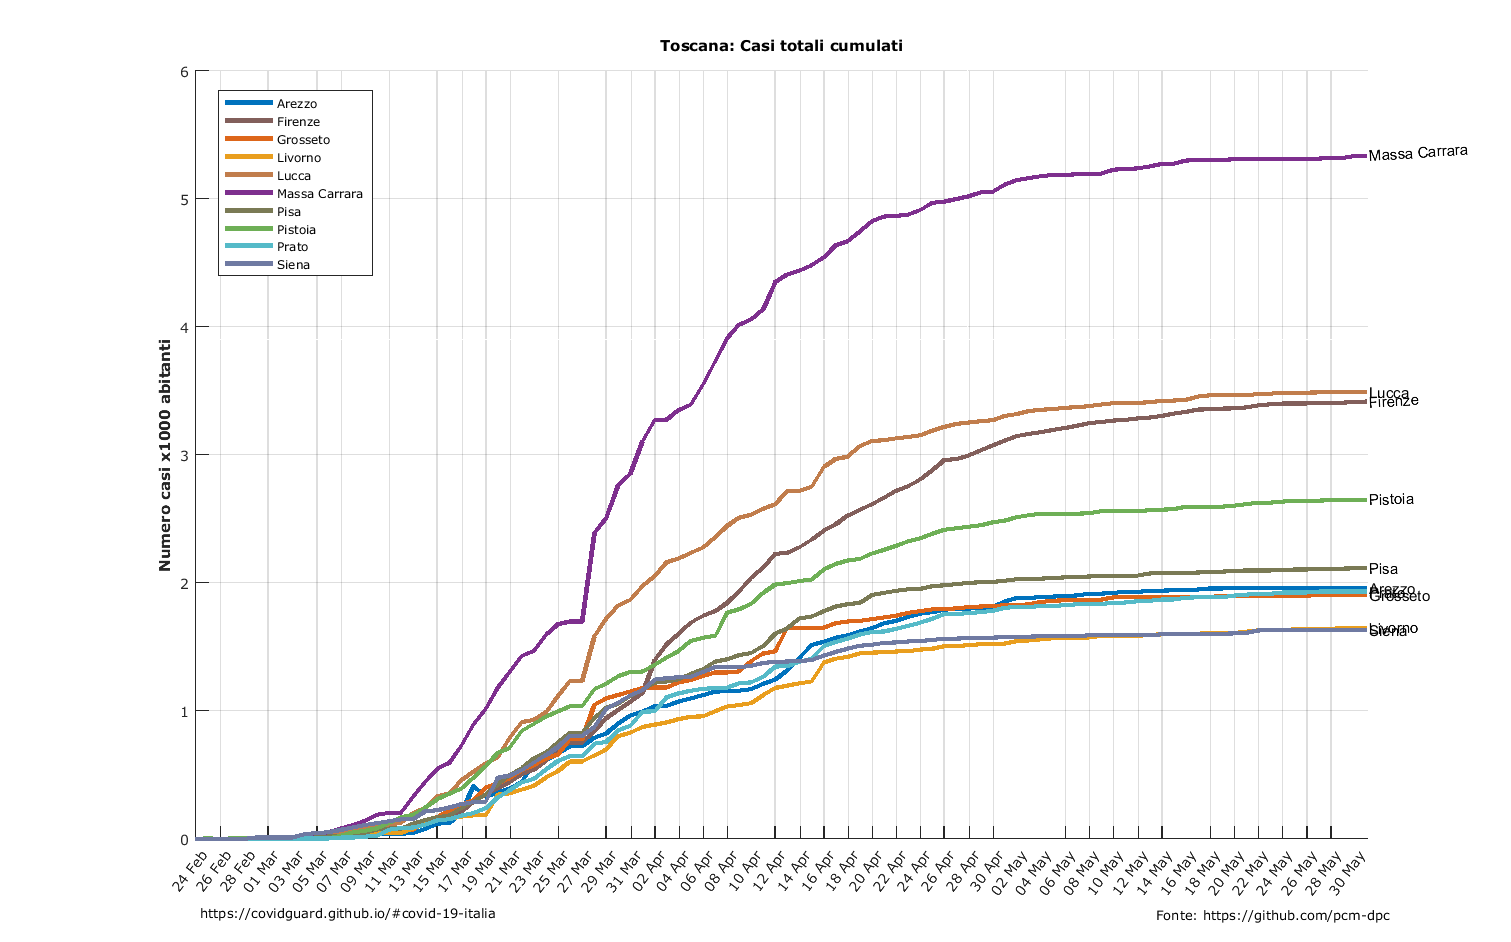 Toscana: Casi totali cumulati
Numero casi x1000 abitanti
6
5
4
3
2
1
0
Arezzo
Firenze
Grosseto
Livorno
Lucca
Massa Carrara
Pisa
Pistoia
Prato
Siena
Massa Carrara
Lucca
Firenze
Pistoia
Pisa
Arezzo
Grosseto
Livorno
Siena
24 Feb
26 Feb
28 Feb
01 Mar
03 Mar
05 Mar
07 Mar
09 Mar
11 Mar
13 Mar
15 Mar
17 Mar
19 Mar
21 Mar
23 Mar
25 Mar
27 Mar
29 Mar
31 Mar
02 Apr
04 Apr
06 Apr
08 Apr
10 Apr
12 Apr
14 Apr
16 Apr
18 Apr
20 Apr
22 Apr
24 Apr
26 Apr
28 Apr
30 Apr
02 May
04 May
06 May
08 May
10 May
12 May
14 May
16 May
18 May
20 May
22 May
24 May
26 May
28 May
30 May
https://covidguard.github.io/#covid-19-italia
Fonte: https://github.com/pcm-dpc